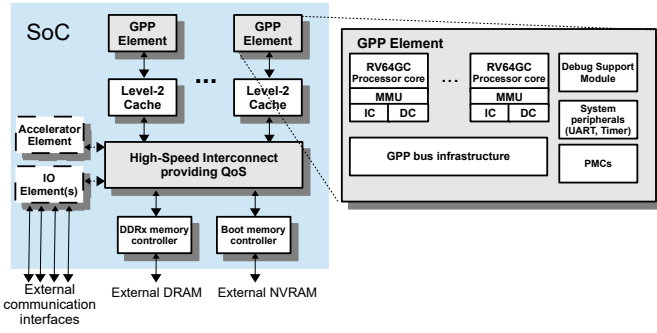 SoC
GPP
Element
...
GPP
Element
Level-2
Cache
Level-2
Cache
Accelerator
Element
High-Speed Interconnect
providing QoS
IO
Element(s)
DDRx memory
controller
Boot memory
controller
External
communication
interfaces
External DRAM
External NVRAM
GPP Element
RV64GC
Processor core
MMU
IC
DC
...
RV64GC
Processor core
MMU
IC
DC
Debug Support
Module
System
peripherals
(UART, Timer)
GPP bus infrastructure
PMCs